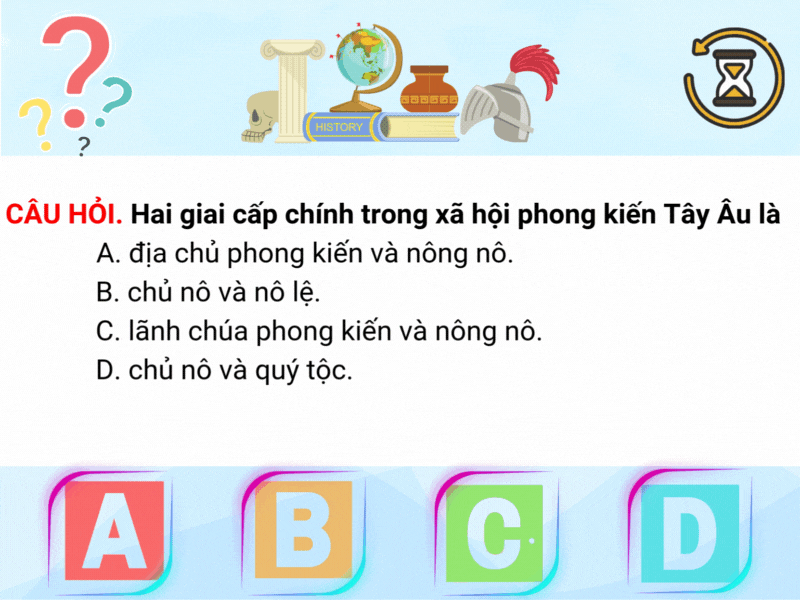 HISTORY
CÂU HỎI. Hai giai cấp chính trong xã hội phong kiến Tây Âu là
A. địa chủ phong kiến và nông nô.
B. chủ nô và nô lệ.
C. lãnh chúa phong kiến và nông nô.
D. chủ nô và quý tộc.
A B C D